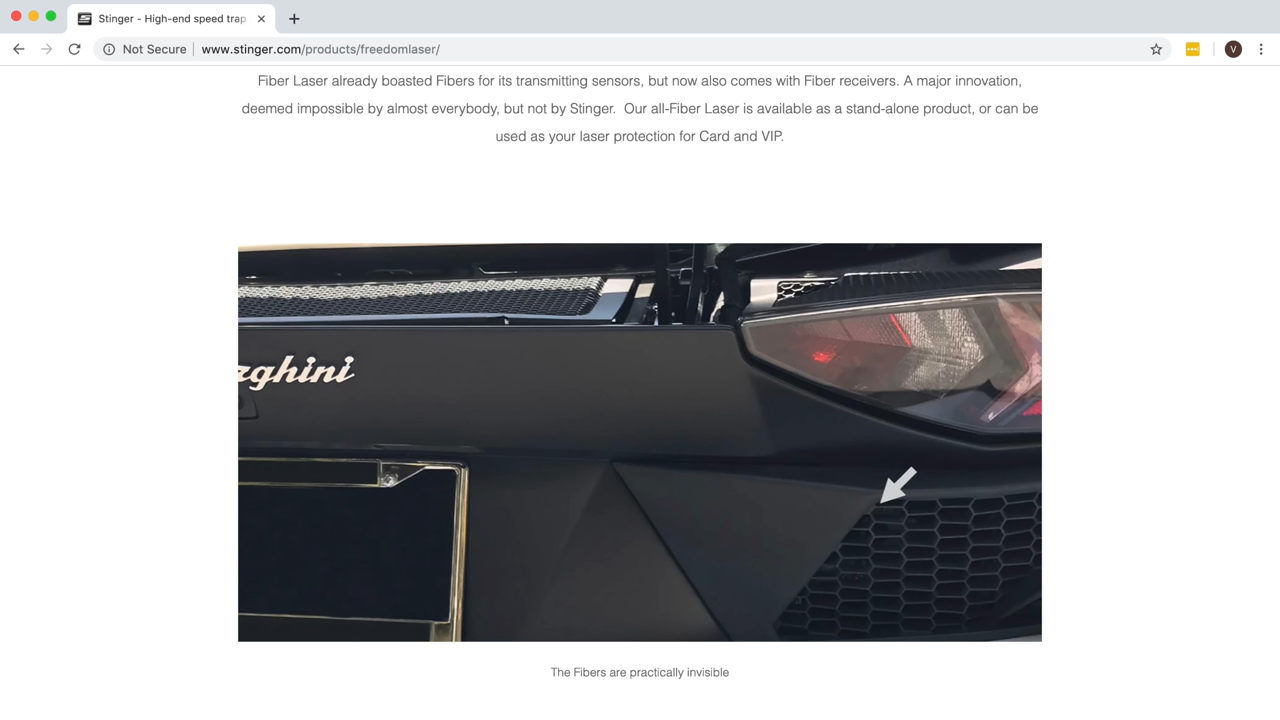 Stinger - High-end speed trap
Not Secure
www.stinger.com/products/freedomlaser/
V
Fiber Laser already boasted Fibers for its transmitting sensors, but now also comes with Fiber receivers. A major innovation,
deemed impossible by almost everybody, but not by Stinger. Our all-Fiber Laser is available as a stand-alone product, or can be
used as your laser protection for Card and VIP.
rghini
The Fibers are practically invisible